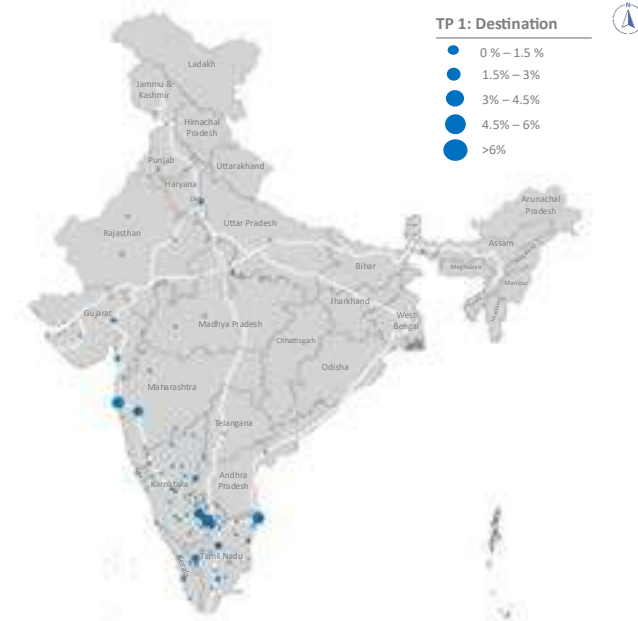 N
TP 1: Destination
0 % – 1.5 %
1.5% – 3%
3% – 4.5%
4.5% – 6%
>6%
Ladakh
Jammu &
Kashmir
Himachal
Pradesh
Punjab
Uttarakhand
Haryana
Arunachal
Pradesh
Rajasthan
Uttar Pradesh
Assam
Nagaland
Bihar
Meghalaya
Manipur
Jharkhand
Gujarat
West
Bengal
Madhya Pradesh
Chhattisgarh
Odisha
Maharashtra
Telangana
Karnataka
Andhra
Pradesh
Tamil Nadu
Kerala